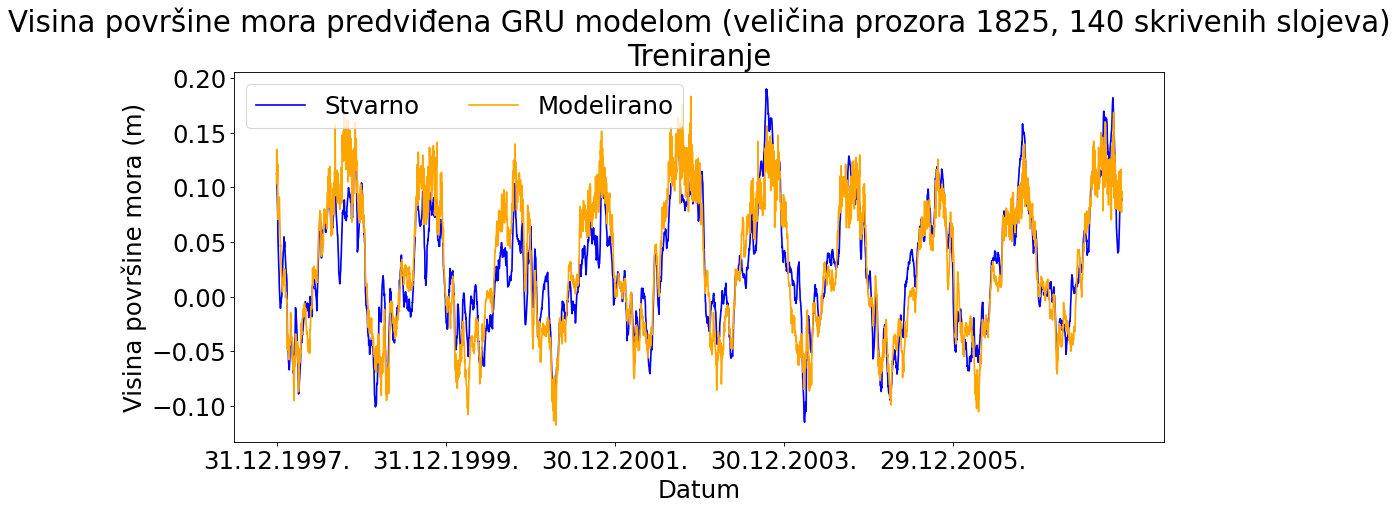 Visina površine mora predviđena GRU modelom (veličina prozora 1825, 140 skrivenih slojeva)
Treniranje
Stvarno Modelirano
Visina površine mora (m)
0.20
0.15
0.10
0.05
0.00
−0.05
−0.10
31.12.1997. 31.12.1999. 30.12.2001. 30.12.2003. 29.12.2005.
Datum